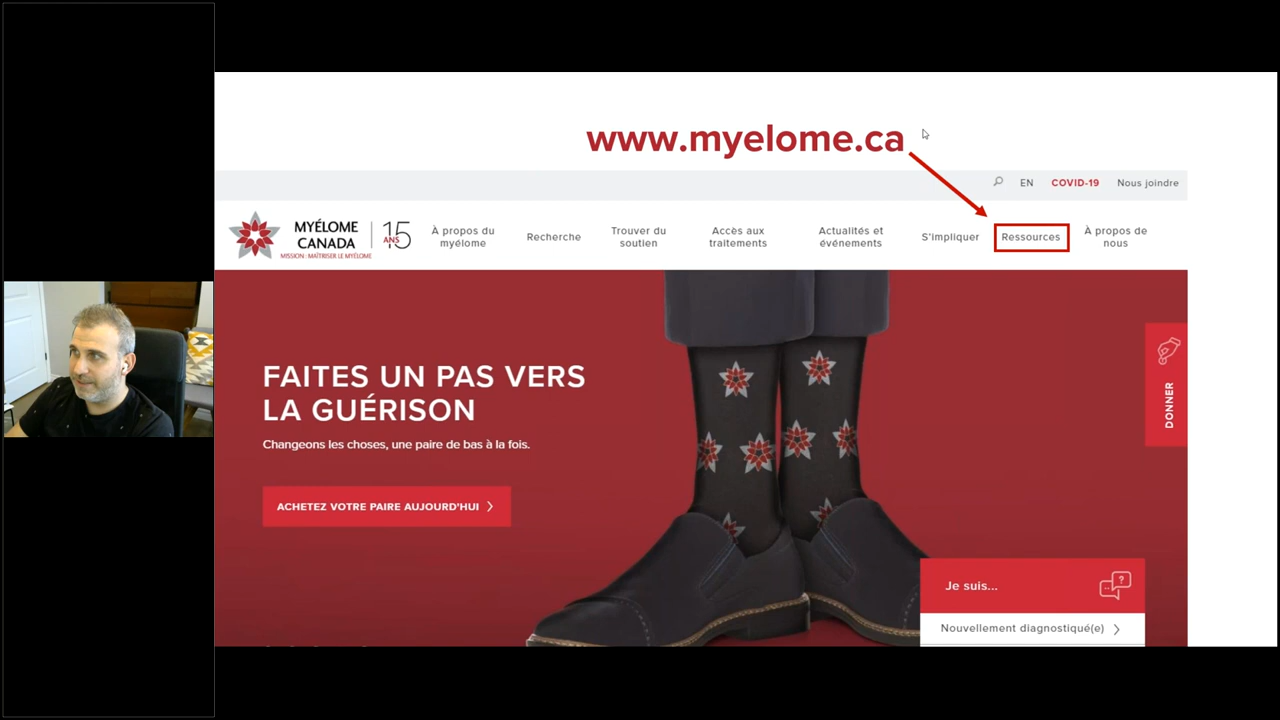 www.myelome.ca
EN
COVID-19
Nous joindre
MYÉLOME
CANADA
MISSION : MAÎTRISER LE MYÉLOME
15
ANS
À propos du
myélome
Recherche
Trouver du
soutien
Accès aux
traitements
Actualités et
événements
S'impliquer
Ressources
À propos de
nous
FAITES UN PAS VERS
LA GUÉRISON
Changeons les choses, une paire de bas à la fois.
ACHETEZ VOTRE PAIRE AUJOURD'HUI
DONNER
Je suis...
Nouvellement diagnostiqué(e)